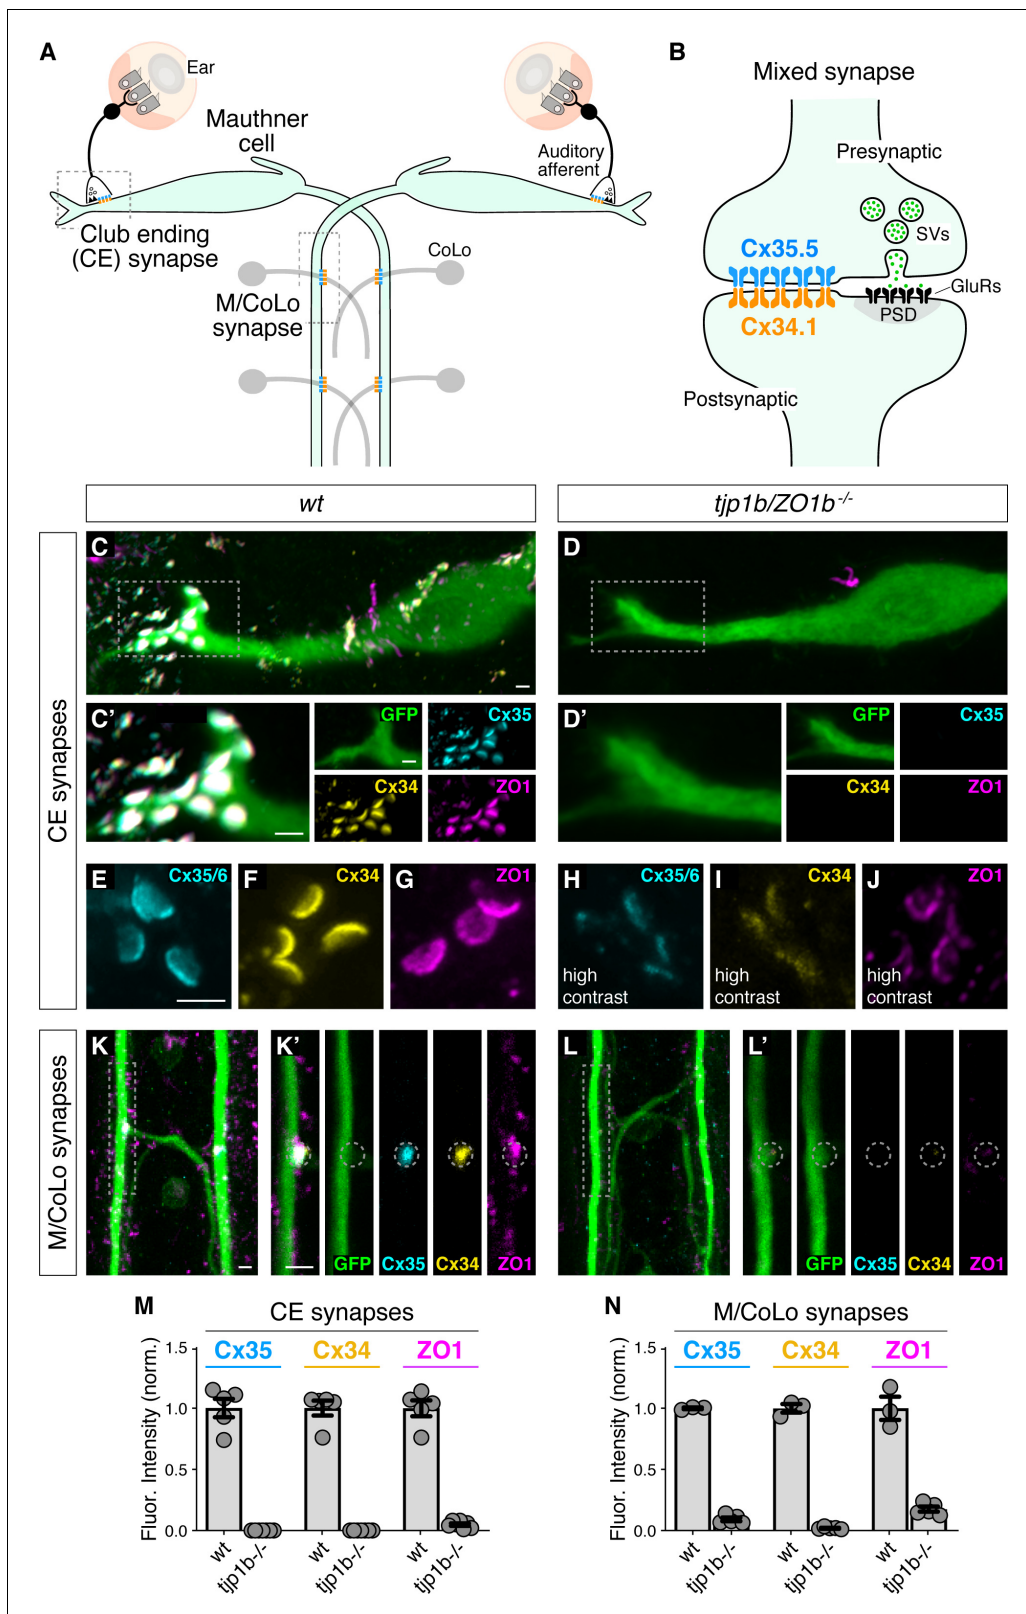 A
Ear
Mauthner
cell
Auditory
afferent
Club ending
(CE) synapse
CoLo
M/CoLo
synapse
B
Mixed synapse
Presynaptic
SVs
Cx35.5
GluRs
PSD
Cx34.1
Postsynaptic
wt
tjp1b/ZO1b-/-
CE synapses
C
D
C'
GFP
Cx35
Cx34
ZO1
D'
GFP
Cx35
Cx34
ZO1
E
Cx35/6
F
Cx34
G
ZO1
H
Cx35/6
high
contrast
I
Cx34
high
contrast
J
ZO1
high
contrast
M/CoLo synapses
K
K'
GFP
Cx35
Cx34
ZO1
L
L'
GFP
Cx35
Cx34
ZO1
M
CE synapses
Cx35
Cx34
ZO1
Fluor. Intensity (norm.)
1.5
1.0
0.5
0.0
wt
tjp1b-/-
wt
tjp1b-/-
wt
tjp1b-/-
N
M/CoLo synapses
Cx35
Cx34
ZO1
Fluor. Intensity (norm.)
1.5
1.0
0.5
0.0
wt
tjp1b-/-
wt
tjp1b-/-
wt
tjp1b-/-